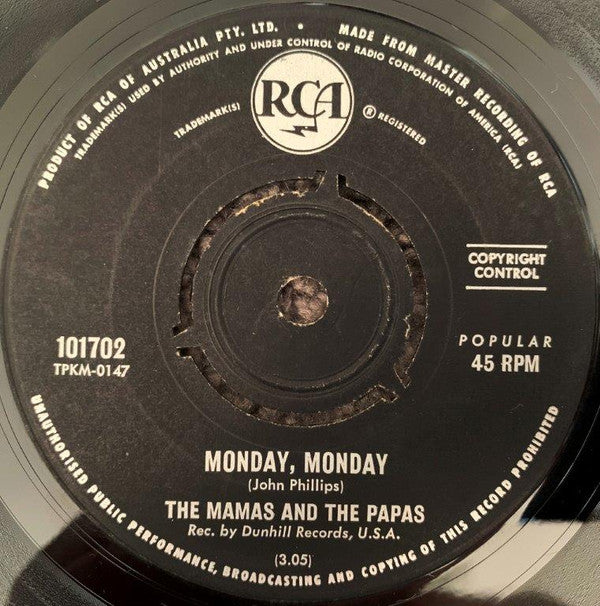 PRODUCT OF RCA OF AUSTRALIA PTY. LTD. • MADE FROM MASTER RECORDING OF RCA
TRADEMARK(S) USED BY AUTHORITY AND UNDER CONTROL OF RADIO CORPORATION OF AMERICA (RCA)
RCA
TRADEMARK(S)
® REGISTERED
COPYRIGHT
CONTROL
101702
TPKM-0147
POPULAR
45 RPM
MONDAY, MONDAY
(John Phillips)
THE MAMAS AND THE PAPAS
Rec. by Dunhill Records, U.S.A.
(3.05)
UNAUTHORISED PUBLIC PERFORMANCE, BROADCASTING AND COPYING OF THIS RECORD PROHIBITED